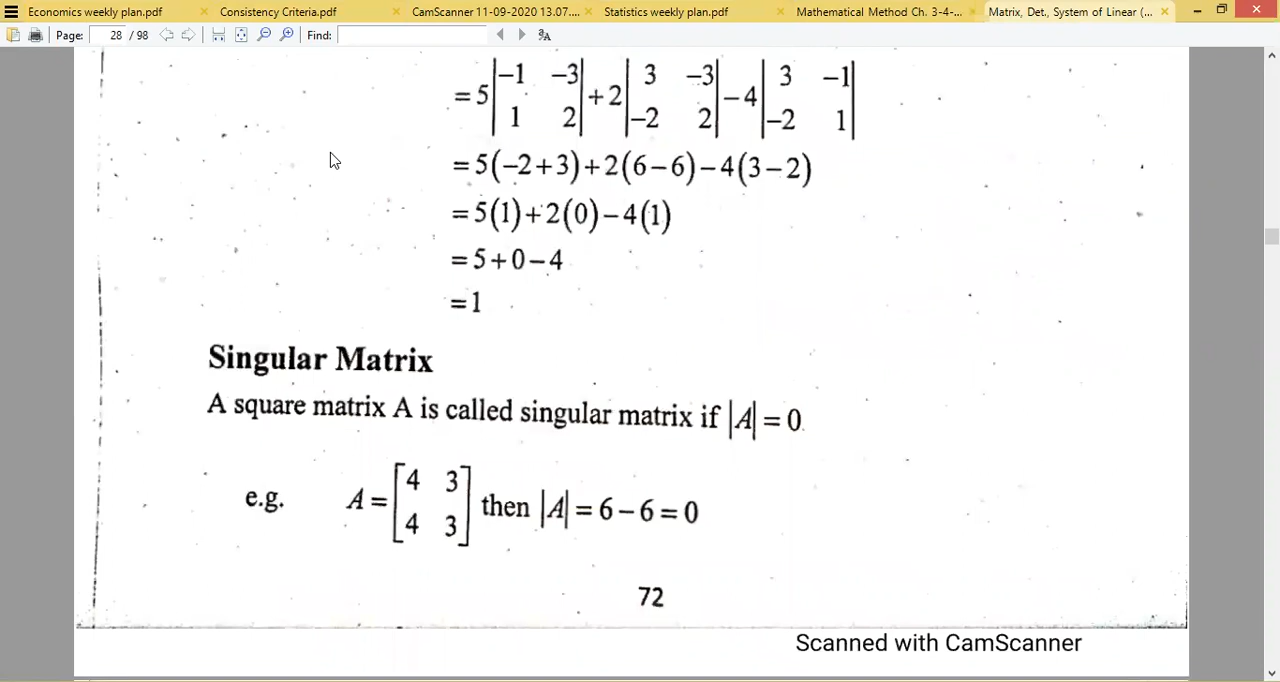 Economics weekly plan.pdf × Consistency Criteria.pdf × CamScanner 11-09-2020 13.07.... × Statistics weekly plan.pdf × Mathematical Method Ch. 3-4-... × Matrix, Det., System of Linear (... ×
Page: 28 / 98 Find:
=5|−1 −3|+2|3 −3|−4|3 −1|
|1 2| |−2 2| |−2 1|
=5(−2+3)+2(6−6)−4(3−2)
=5(1)+2(0)−4(1)
=5+0−4
=1
Singular Matrix
A square matrix A is called singular matrix if |A|=0
e.g. A=[4 3] then |A|=6−6=0
[4 3]
72
Scanned with CamScanner